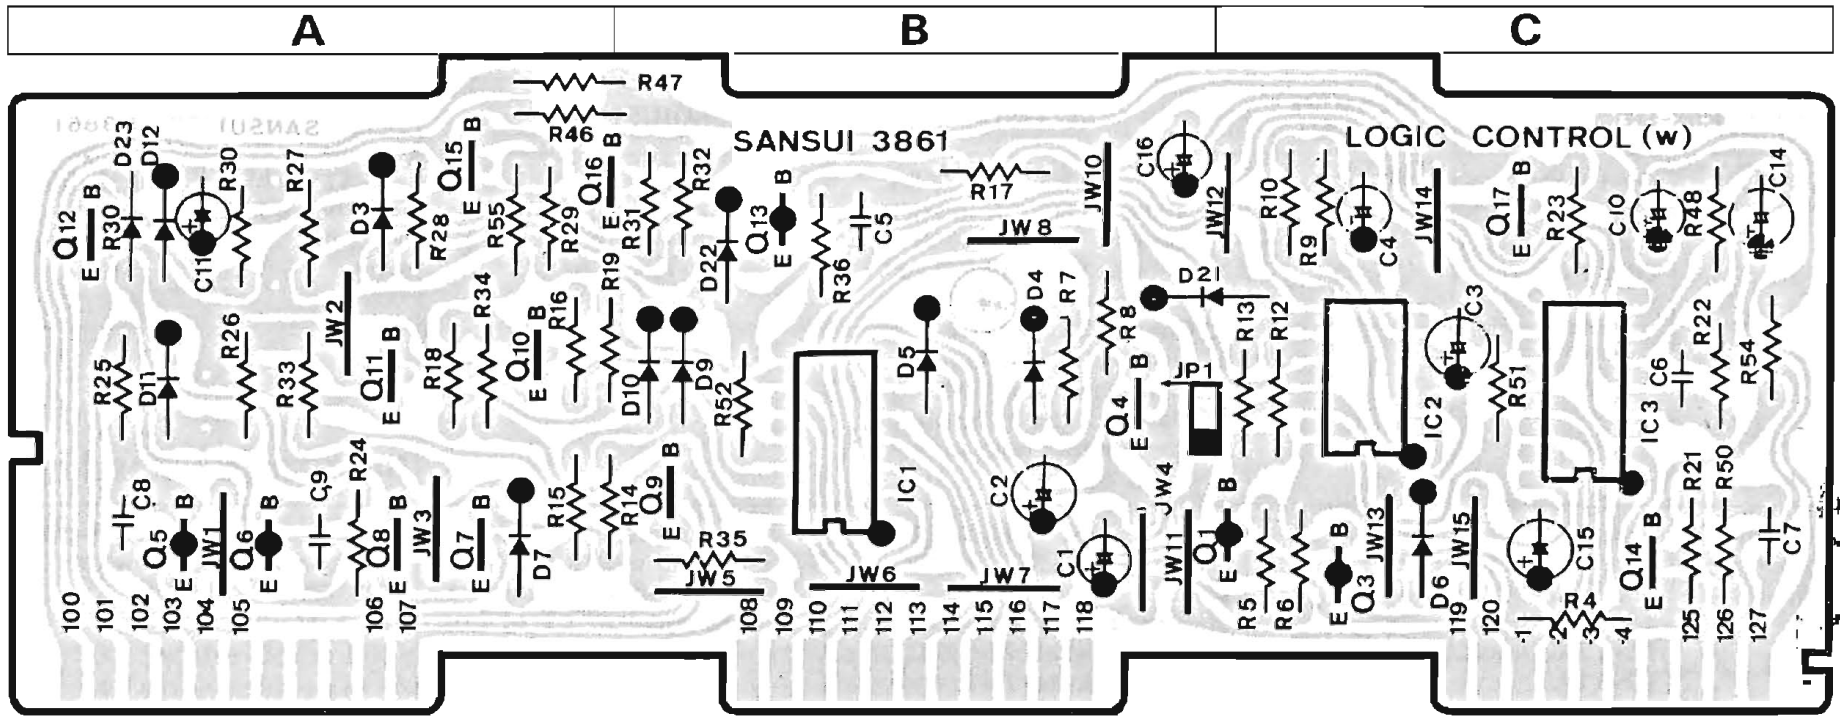 A B C
R47
R46
SANSUI 3861
LOGIC CONTROL (w)
D23 D12 R30 R27 Q15 B E Q16 B E R32 R17 JW10 C16 C14
Q12 B E R30 C11 D3 R28 R55 R29 R31 D22 Q13 B E R36 C5 JW8 JW12 R10 R9 C4 JW14 Q17 B E R23 C10 R48
JW2 R34 R16 R19 D4 R7 R8 D21 R13 R12 C3 R22
R25 D11 R26 R33 Q11 B E R18 Q10 B E D10 D9 R52 D5 Q4 B E JP1 IC2 R51 IC3 C6 R54
C8 Q5 B E JW1 Q6 B E C9 R24 Q8 B E JW3 Q7 B E D7 R15 R14 Q9 B E IC1 C2 JW4 R21 R50
R35 C1 JW11 Q1 B E R5 R6 Q3 B E JW13 D6 JW15 C15 Q14 B E C7
JW5 JW6 JW7 R4
100 101 102 103 104 105 106 107 108 109 110 111 112 113 114 115 116 117 118 119 120 -1 -2 -3 -4 125 126 127
SANSUI 3861